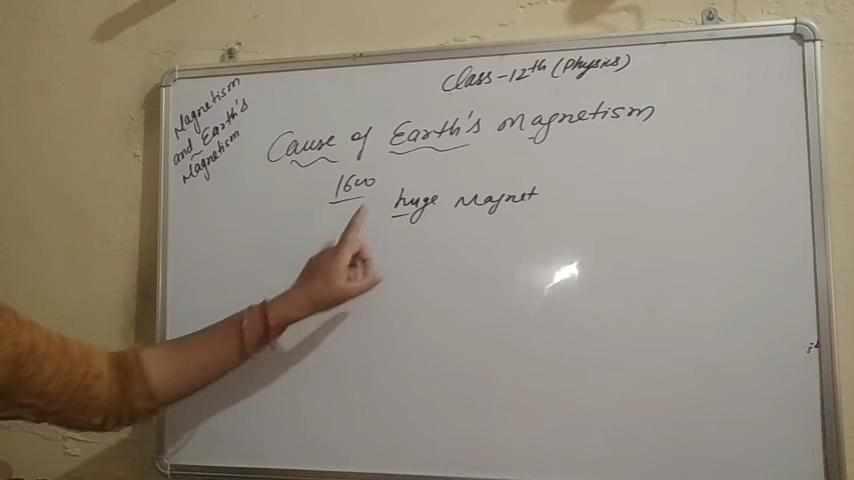 Magnetism
and Earth's
Magnetism
Class-12th (Physics)
Cause of Earth's Magnetism
1600
huge Magnet